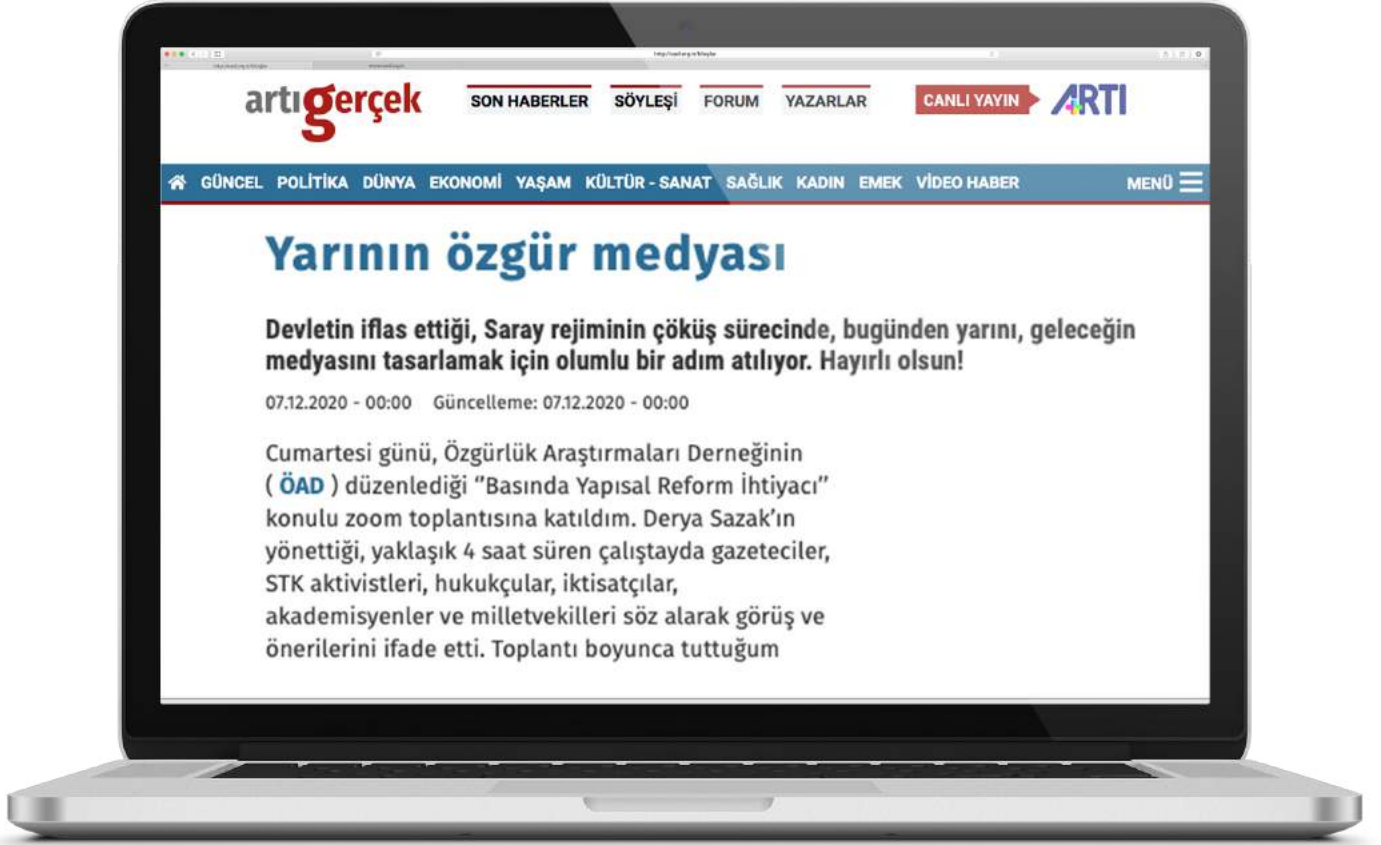 artıgerçek
SON HABERLER SÖYLEŞİ FORUM YAZARLAR CANLI YAYIN ARTI
GÜNCEL POLİTİKA DÜNYA EKONOMİ YAŞAM KÜLTÜR - SANAT SAĞLIK KADIN EMEK VİDEO HABER MENÜ
Yarının özgür medyası
Devletin iflas ettiği, Saray rejiminin çöküş sürecinde, bugünden yarını, geleceğin
medyasını tasarlamak için olumlu bir adım atılıyor. Hayırlı olsun!
07.12.2020 - 00:00 Güncelleme: 07.12.2020 - 00:00
Cumartesi günü, Özgürlük Araştırmaları Derneğinin
( ÖAD ) düzenlediği “Basında Yapısal Reform İhtiyacı”
konulu zoom toplantısına katıldım. Derya Sazak’ın
yönettiği, yaklaşık 4 saat süren çalıştayda gazeteciler,
STK aktivistleri, hukukçular, iktisatçılar,
akademisyenler ve milletvekilleri söz alarak görüş ve
önerilerini ifade etti. Toplantı boyunca tuttuğum